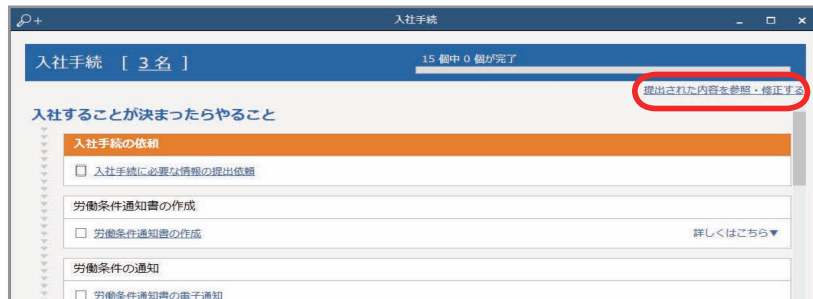 入社手続
入社手続 [ 3名 ]
15 個中 0 個が完了
提出された内容を参照・修正する
入社することが決まったらやること
入社手続の依頼
入社手続に必要な情報の提出依頼
労働条件通知書の作成
労働条件通知書の作成
詳しくはこちら▼
労働条件の通知
労働条件通知書の電子通知